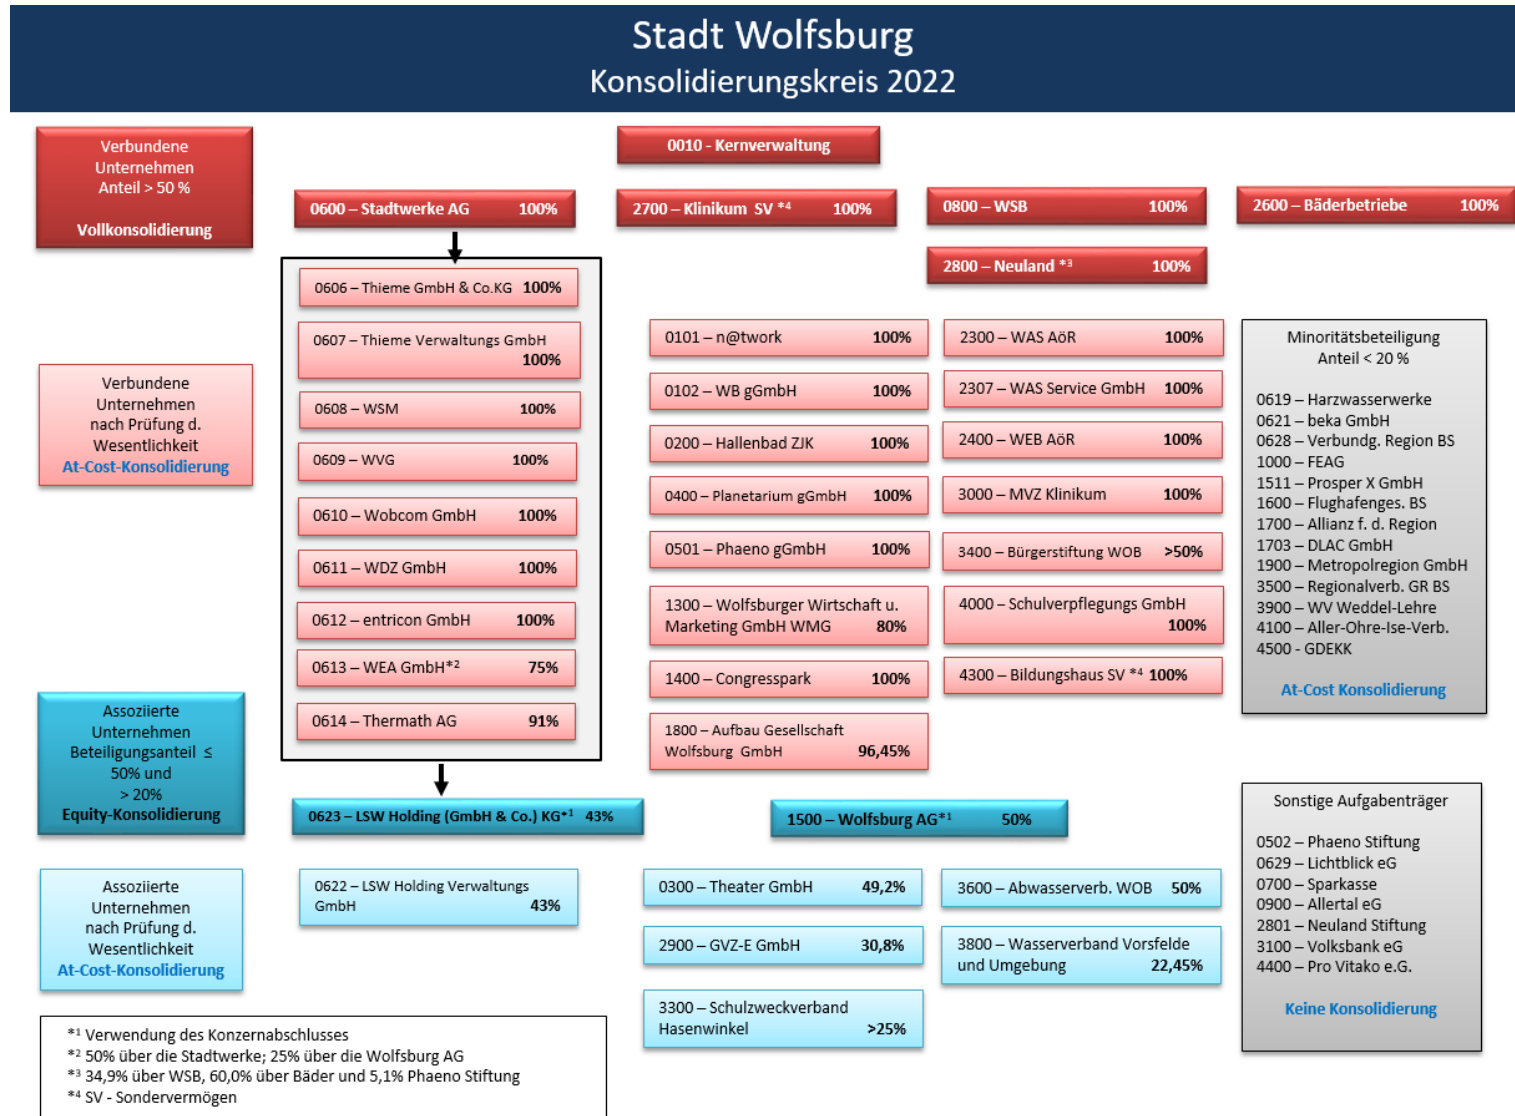 Stadt Wolfsburg
Konsolidierungskreis 2022
Verbundene
Unternehmen
Anteil > 50 %
Vollkonsolidierung
0010 - Kernverwaltung
0600 – Stadtwerke AG 100%
2700 – Klinikum SV *4 100%
0800 – WSB 100%
2600 – Bäderbetriebe 100%
2800 – Neuland *3 100%
Verbundene
Unternehmen
nach Prüfung d.
Wesentlichkeit
At-Cost-Konsolidierung
0606 – Thieme GmbH & Co.KG 100%
0607 – Thieme Verwaltungs GmbH
100%
0608 – WSM 100%
0609 – WVG 100%
0610 – Wobcom GmbH 100%
0611 – WDZ GmbH 100%
0612 – entricon GmbH 100%
0613 – WEA GmbH*2 75%
0614 – Thermath AG 91%
0101 – n@twork 100%
0102 – WB gGmbH 100%
0200 – Hallenbad ZJK 100%
0400 – Planetarium gGmbH 100%
0501 – Phaeno gGmbH 100%
1300 – Wolfsburger Wirtschaft u.
Marketing GmbH WMG 80%
1400 – Congresspark 100%
1800 – Aufbau Gesellschaft
Wolfsburg GmbH 96,45%
2300 – WAS AöR 100%
2307 – WAS Service GmbH 100%
2400 – WEB AöR 100%
3000 – MVZ Klinikum 100%
3400 – Bürgerstiftung WOB >50%
4000 – Schulverpflegungs GmbH
100%
4300 – Bildungshaus SV *4 100%
Minoritätsbeteiligung
Anteil < 20 %
0619 – Harzwasserwerke
0621 – beka GmbH
0628 – Verbundg. Region BS
1000 – FEAG
1511 – Prosper X GmbH
1600 – Flughafenges. BS
1700 – Allianz f. d. Region
1703 – DLAC GmbH
1900 – Metropolregion GmbH
3500 – Regionalverb. GR BS
3900 – WV Weddel-Lehre
4100 – Aller-Ohre-Ise-Verb.
4500 - GDEKK
At-Cost Konsolidierung
Assoziierte
Unternehmen
Beteiligungsanteil ≤
50% und
> 20%
Equity-Konsolidierung
0623 – LSW Holding (GmbH & Co.) KG*1 43%
1500 – Wolfsburg AG*1 50%
Assoziierte
Unternehmen
nach Prüfung d.
Wesentlichkeit
At-Cost-Konsolidierung
0622 – LSW Holding Verwaltungs
GmbH 43%
0300 – Theater GmbH 49,2%
2900 – GVZ-E GmbH 30,8%
3300 – Schulzweckverband
Hasenwinkel >25%
3600 – Abwasserverb. WOB 50%
3800 – Wasserverband Vorsfelde
und Umgebung 22,45%
Sonstige Aufgabenträger
0502 – Phaeno Stiftung
0629 – Lichtblick eG
0700 – Sparkasse
0900 – Allertal eG
2801 – Neuland Stiftung
3100 – Volksbank eG
4400 – Pro Vitako e.G.
Keine Konsolidierung
*1 Verwendung des Konzernabschlusses
*2 50% über die Stadtwerke; 25% über die Wolfsburg AG
*3 34,9% über WSB, 60,0% über Bäder und 5,1% Phaeno Stiftung
*4 SV - Sondervermögen